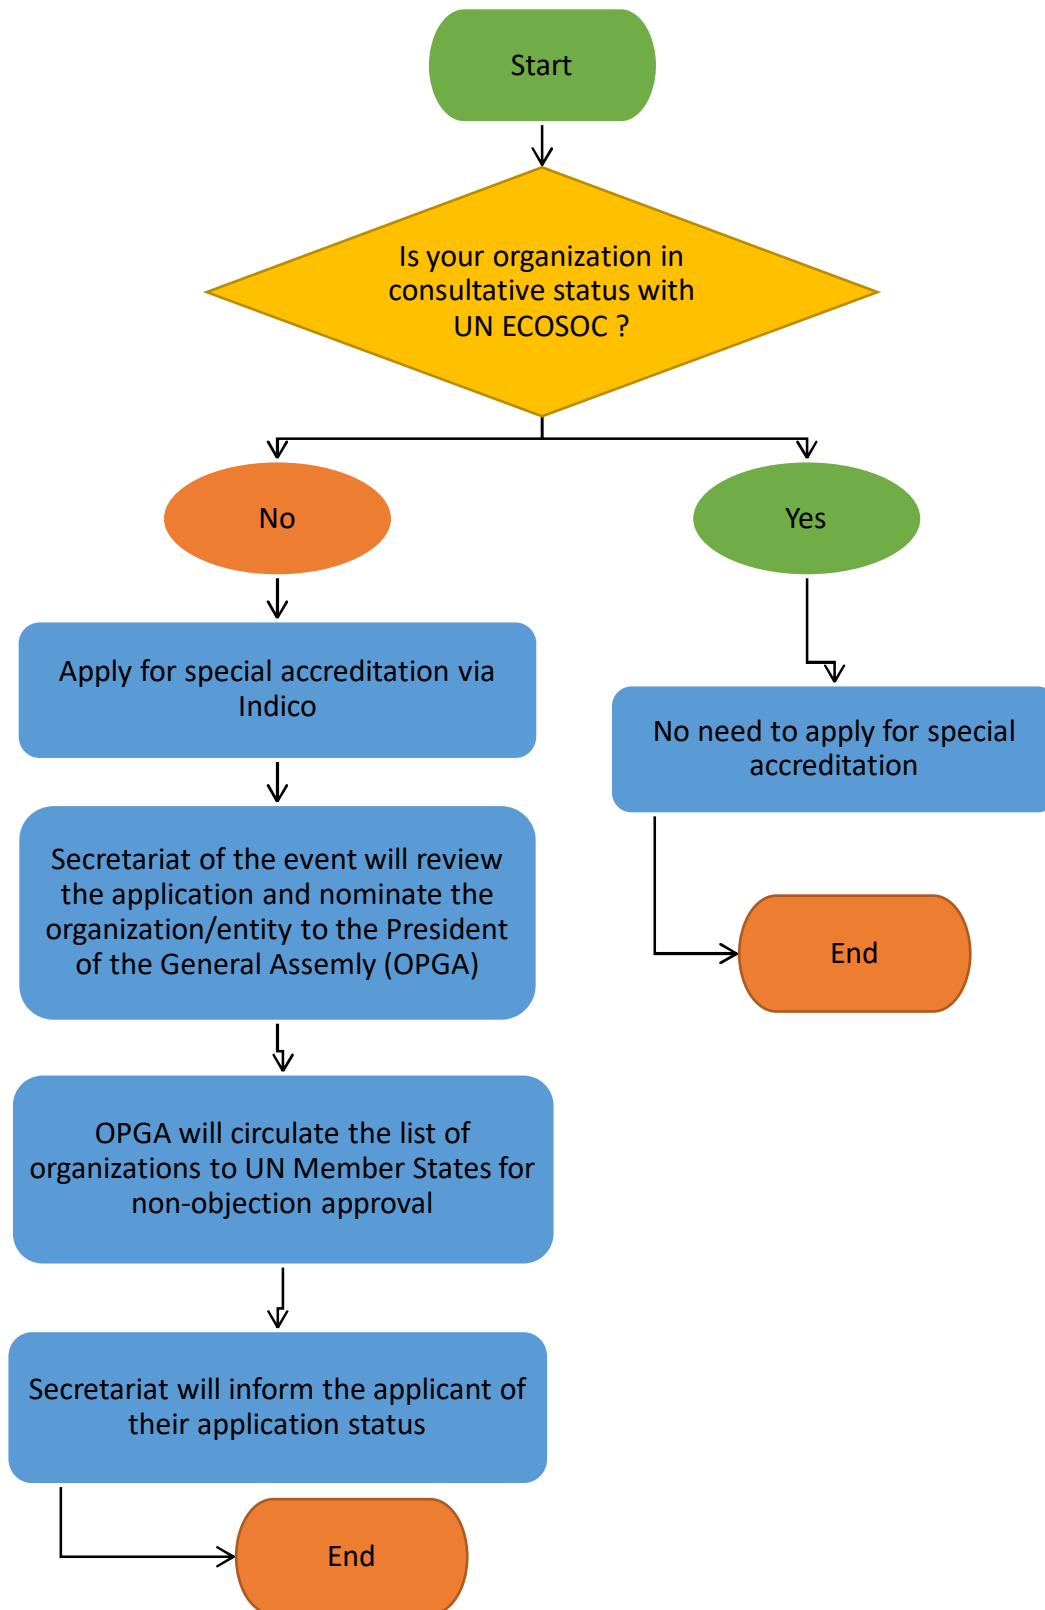 Start
Is your organization in
consultative status with
UN ECOSOC ?
No
Yes
Apply for special accreditation via
Indico
No need to apply for special
accreditation
Secretariat of the event will review
the application and nominate the
organization/entity to the President
of the General Assemly (OPGA)
End
OPGA will circulate the list of
organizations to UN Member States for
non-objection approval
Secretariat will inform the applicant of
their application status
End